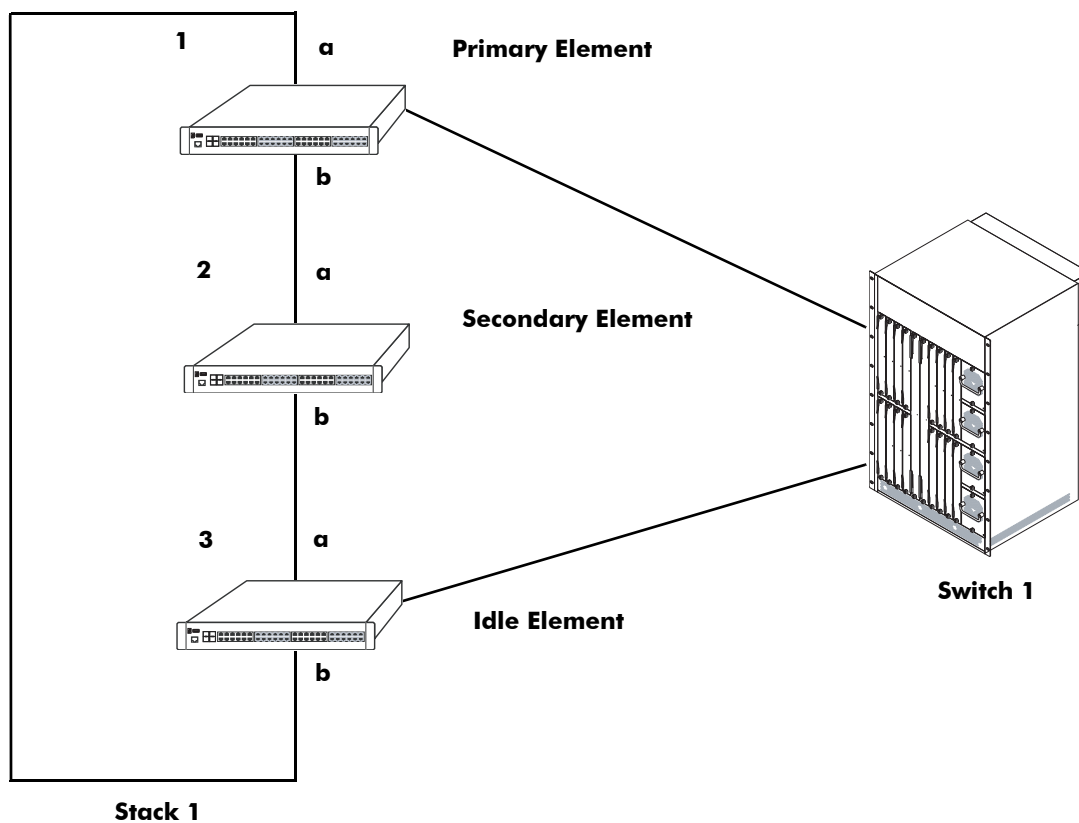 1
a
Primary Element
b
2
a
Secondary Element
b
3
a
Idle Element
b
Switch 1
Stack 1